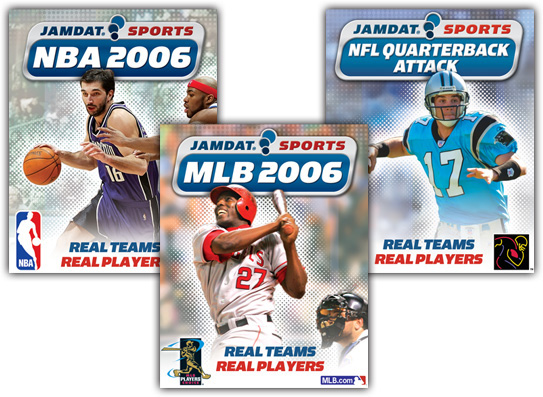 JAMDAT SPORTS
NBA 2006
16
REAL TEAMS
REAL PLAYERS
NBA
JAMDAT SPORTS
NFL QUARTERBACK
ATTACK
17
REAL TEAMS
REAL PLAYERS
JAMDAT SPORTS
MLB 2006
27
REAL TEAMS
REAL PLAYERS
MLB.com